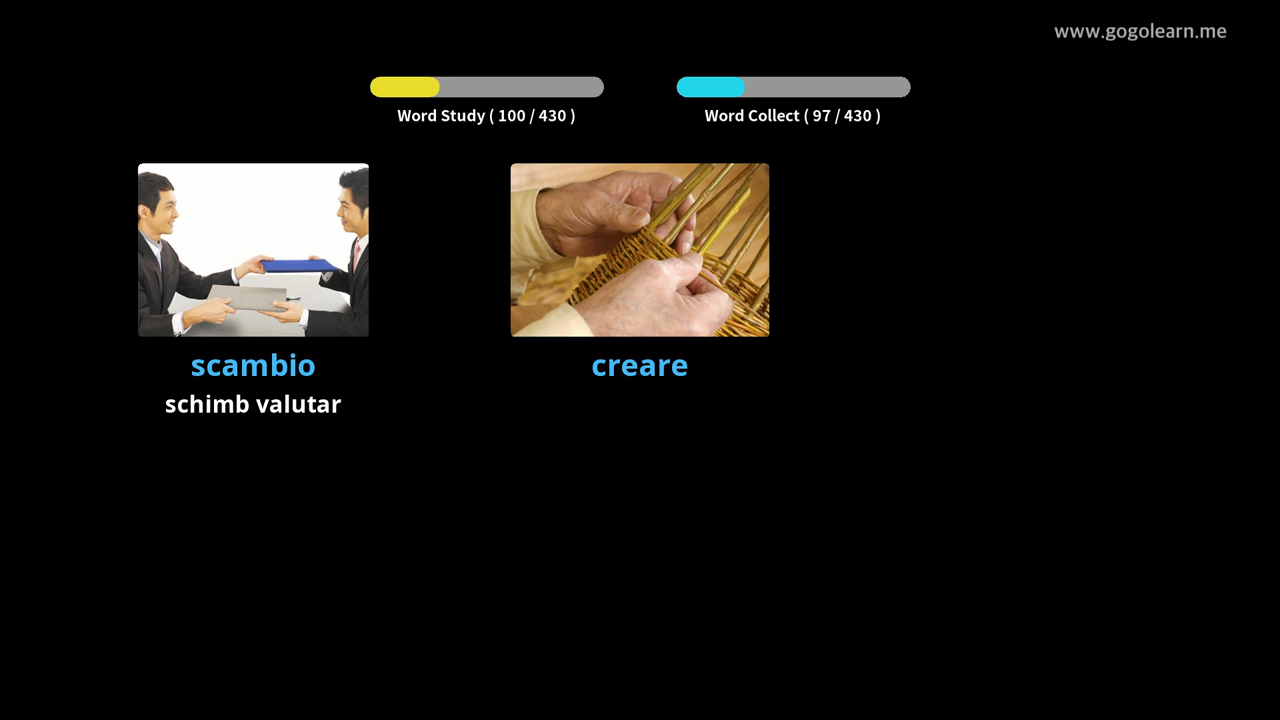 www.gogolearn.me
Word Study ( 100 / 430 )
Word Collect ( 97 / 430 )
scambio
schimb valutar
creare